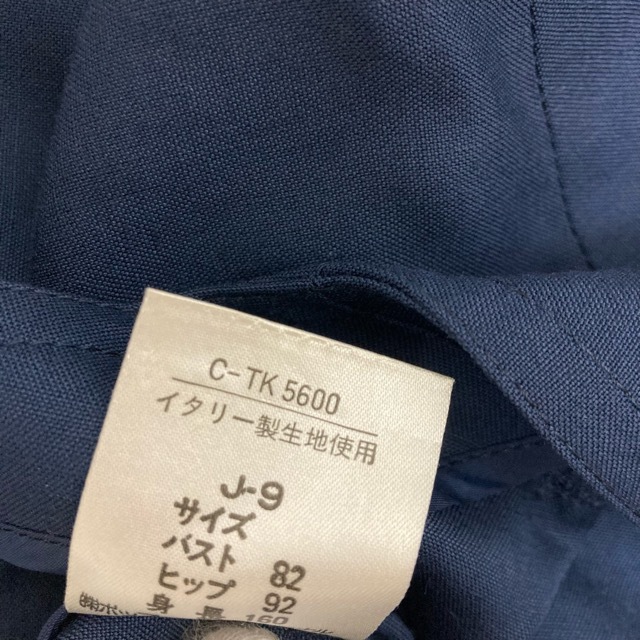 C-TK 5600
イタリー製生地使用
J-9
サイズ
バスト 82
ヒップ 92
身長 160